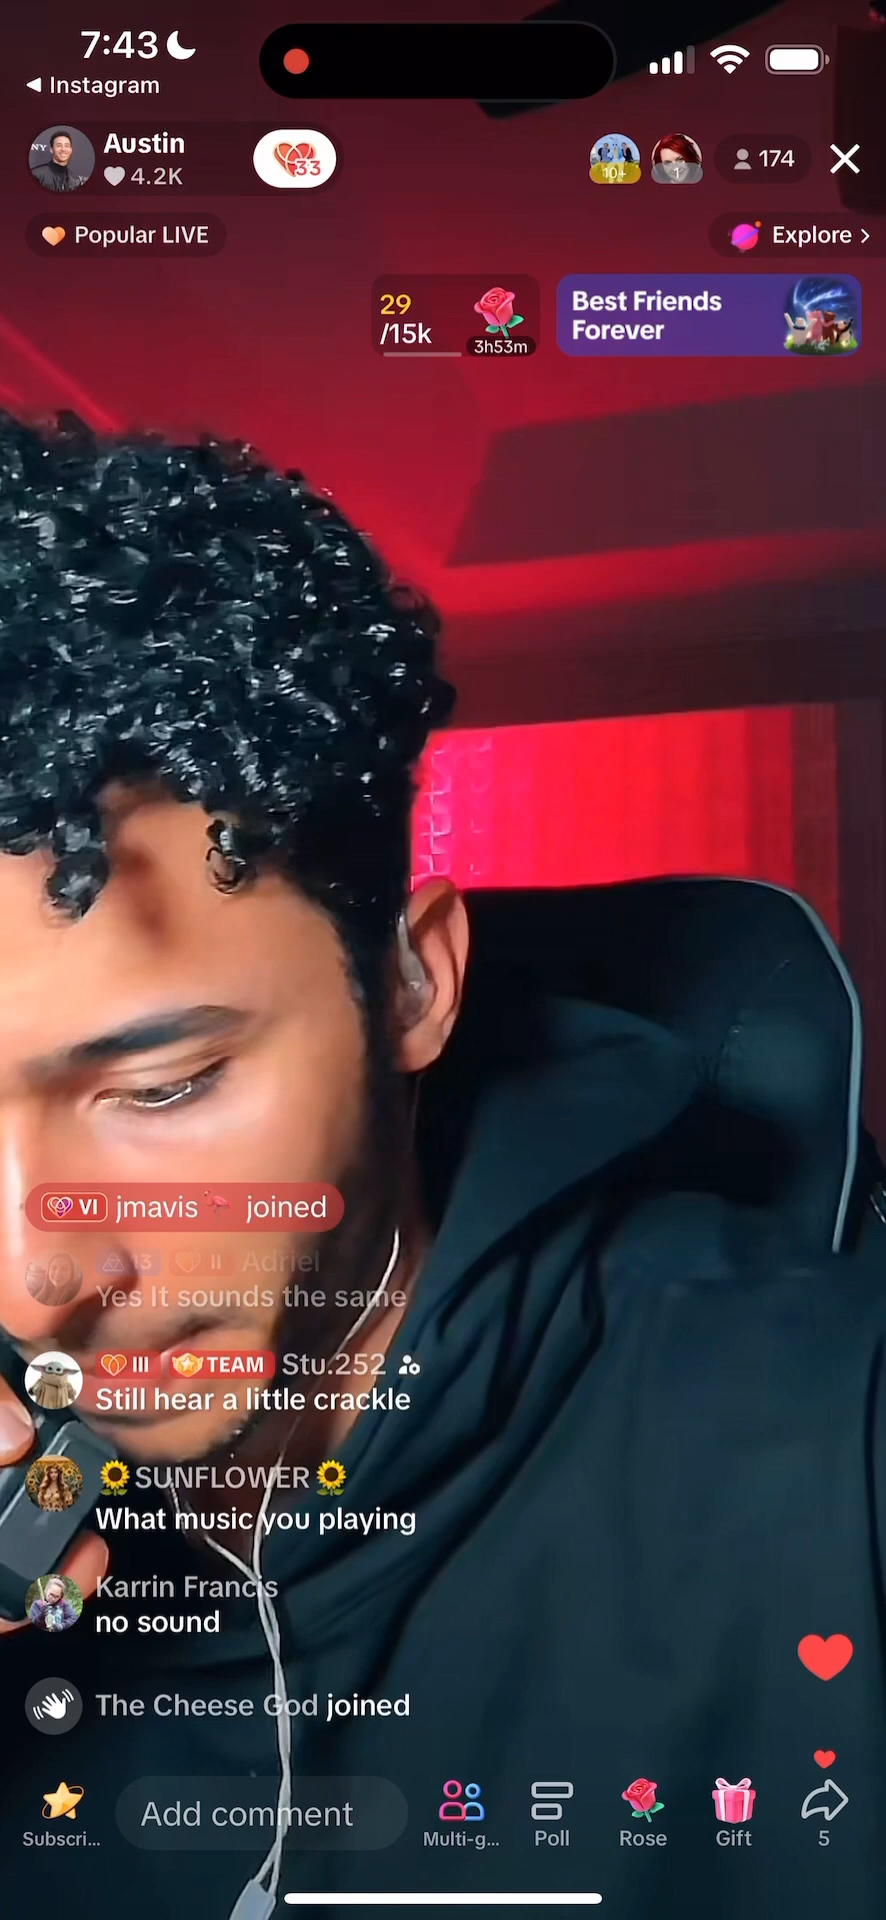 7:43
Instagram
NY
Austin
4.2K
33
10+
1
174
Popular LIVE
Explore
29
/15k
3h53m
Best Friends
Forever
VI jmavis joined
13 II Adriel
Yes It sounds the same
III TEAM Stu.252
Still hear a little crackle
SUNFLOWER
What music you playing
Karrin Francis
no sound
The Cheese God joined
Add comment
Subscri...
Multi-g...
Poll
Rose
Gift
5